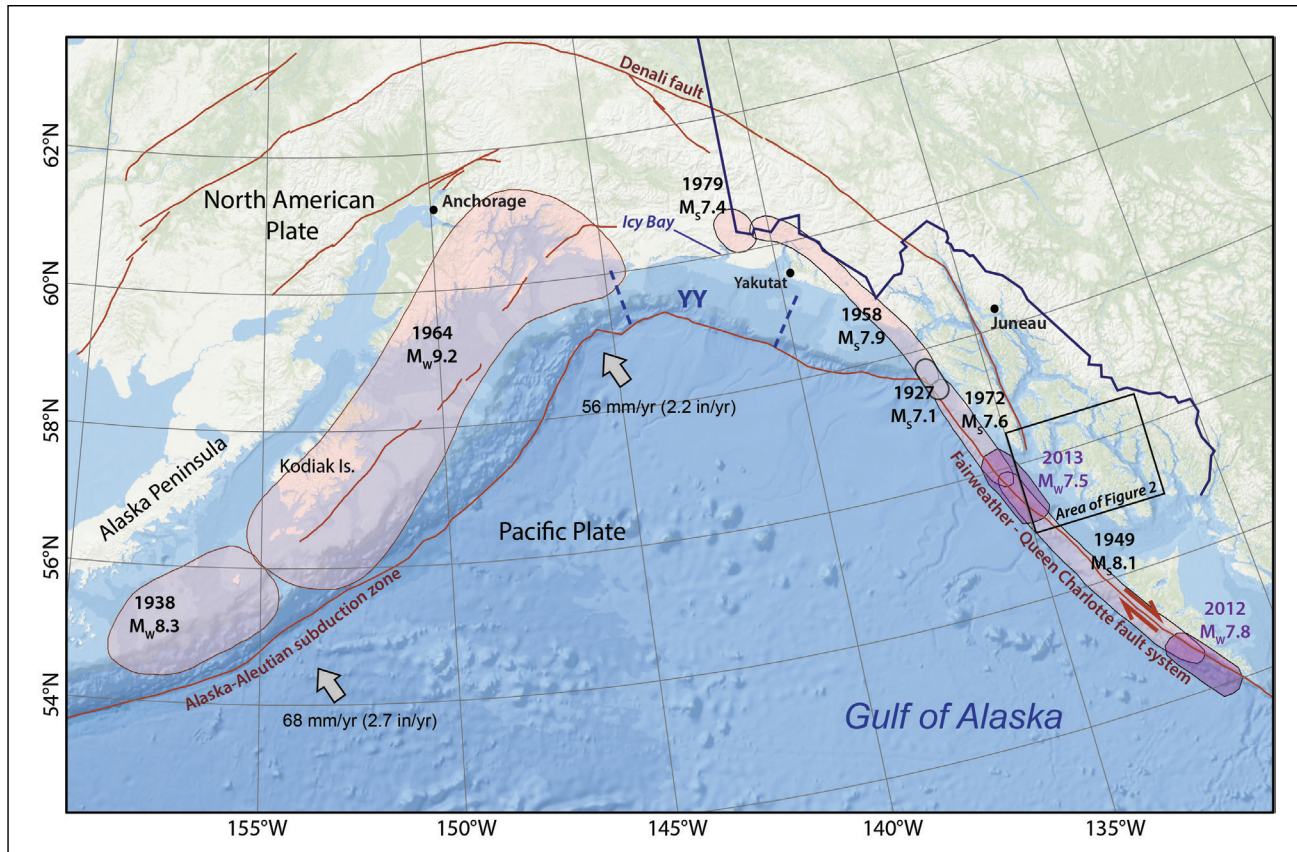 Denali fault
62°N
60°N
58°N
56°N
54°N
North American
Plate
Anchorage
1979
Ms7.4
Icy Bay
Yakutat
YY
1958
Ms7.9
Juneau
1964
Mw9.2
56 mm/yr (2.2 in/yr)
1927
Ms7.1
1972
Ms7.6
Kodiak Is.
Alaska Peninsula
2013
Mw7.5
Area of Figure 2
Pacific Plate
Fairweather - Queen Charlotte fault system
1949
Ms8.1
1938
Mw8.3
Alaska-Aleutian subduction zone
2012
Mw7.8
68 mm/yr (2.7 in/yr)
Gulf of Alaska
155°W
150°W
145°W
140°W
135°W